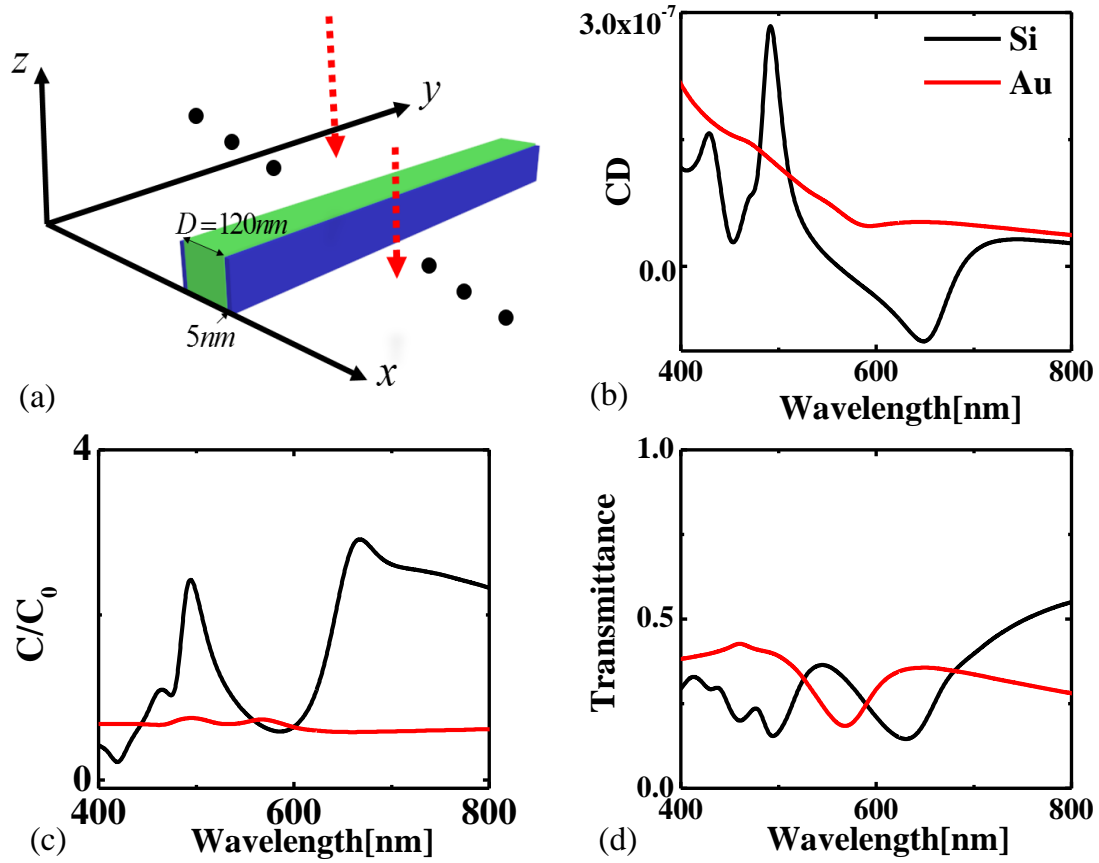 z
y
D=120nm
5nm
x
(a)
3.0x10⁻⁷
Si
Au
CD
0.0
400
600
800
(b)
Wavelength[nm]
4
C/C₀
0
400
600
800
(c)
Wavelength[nm]
1.0
Transmittance
0.5
0.0
400
600
800
(d)
Wavelength[nm]